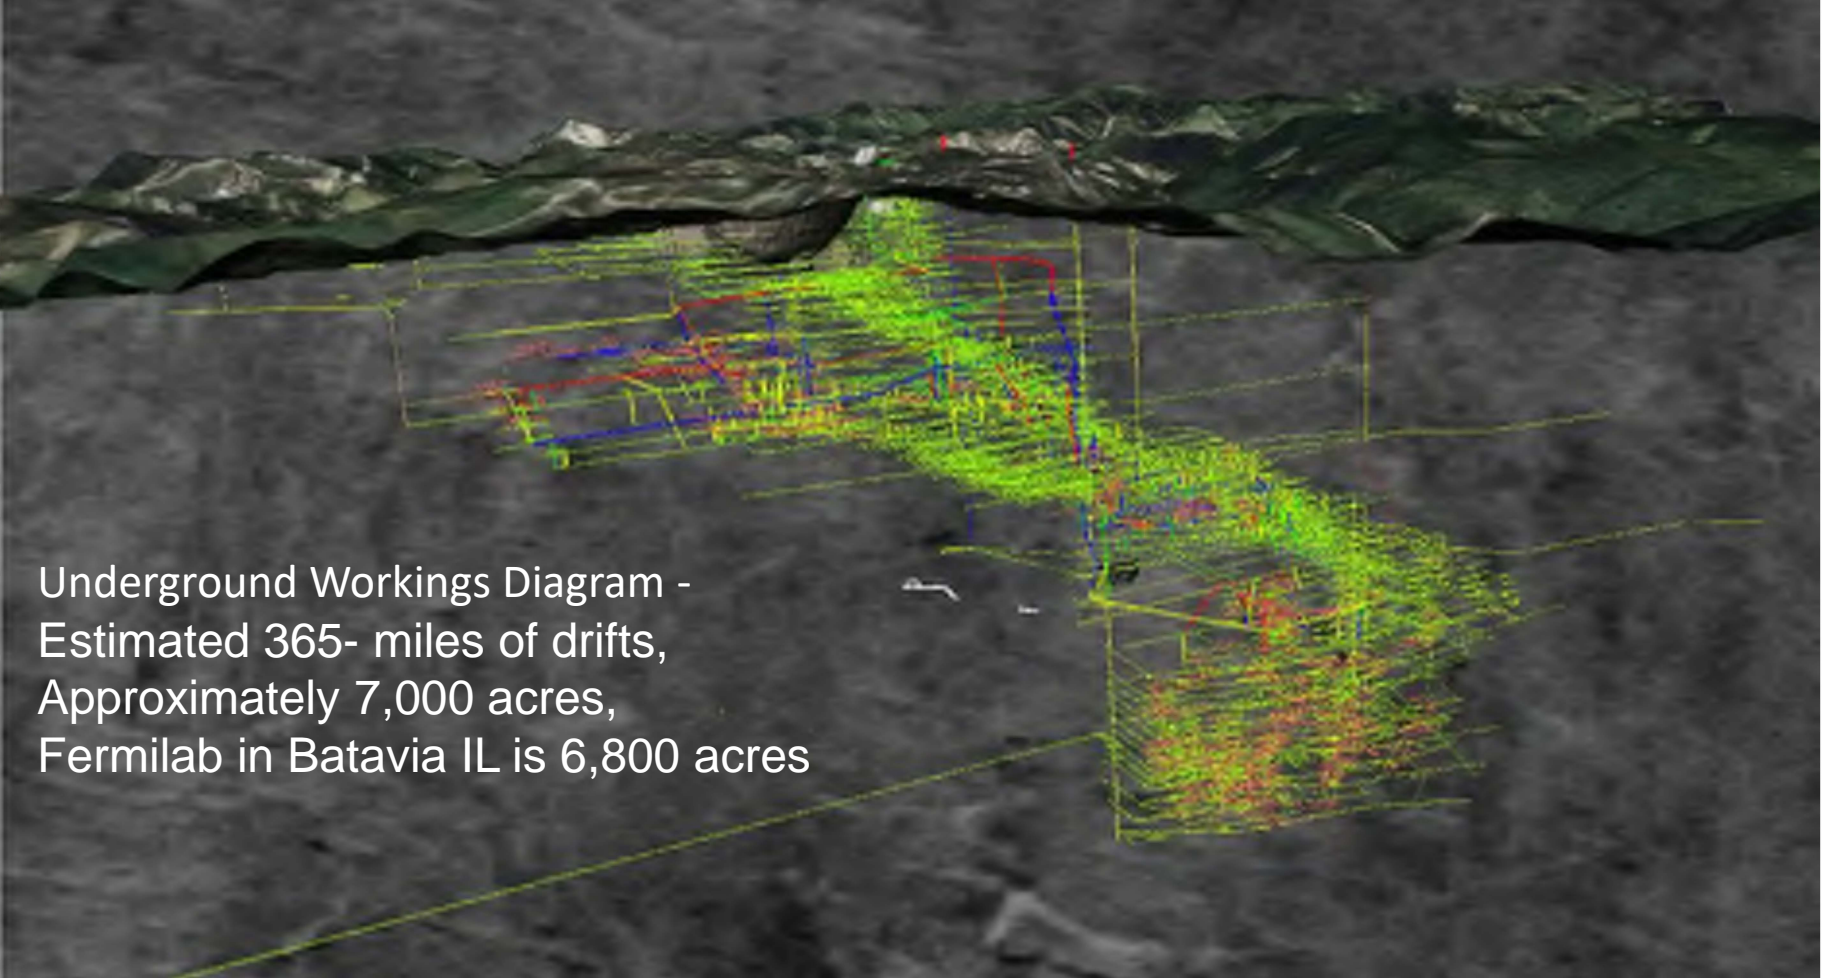 Underground Workings Diagram -
Estimated 365- miles of drifts,
Approximately 7,000 acres,
Fermilab in Batavia IL is 6,800 acres